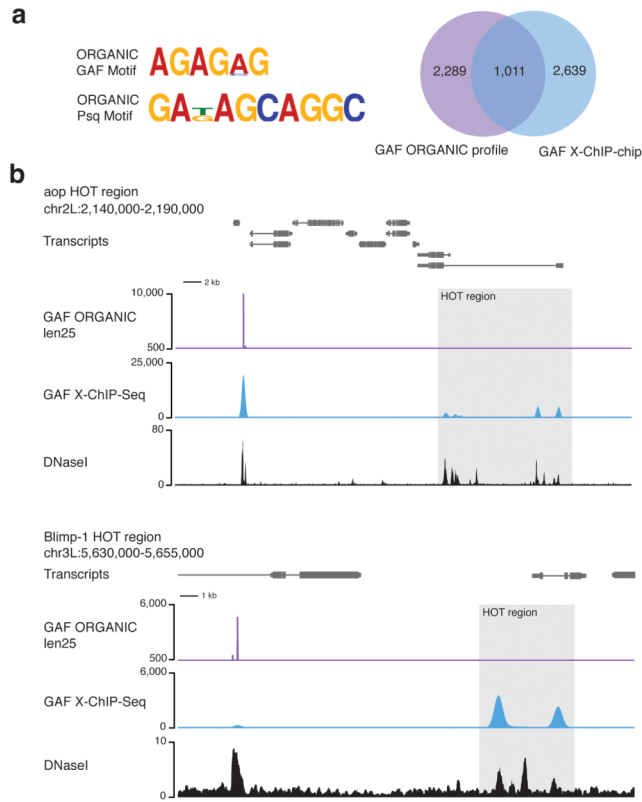 a
ORGANIC
GAF Motif
AGAGAG
ORGANIC
Psq Motif
GATAGCAGGC
2,289
1,011
2,639
GAF ORGANIC profile
GAF X-ChIP-chip
b
aop HOT region
chr2L:2,140,000-2,190,000
Transcripts
2 kb
10,000
HOT region
GAF ORGANIC
len25
500
25,000
GAF X-ChIP-Seq
0
80
DNaseI
0
Blimp-1 HOT region
chr3L:5,630,000-5,655,000
Transcripts
1 kb
6,000
HOT region
GAF ORGANIC
len25
500
6,000
GAF X-ChIP-Seq
0
10
DNaseI
0